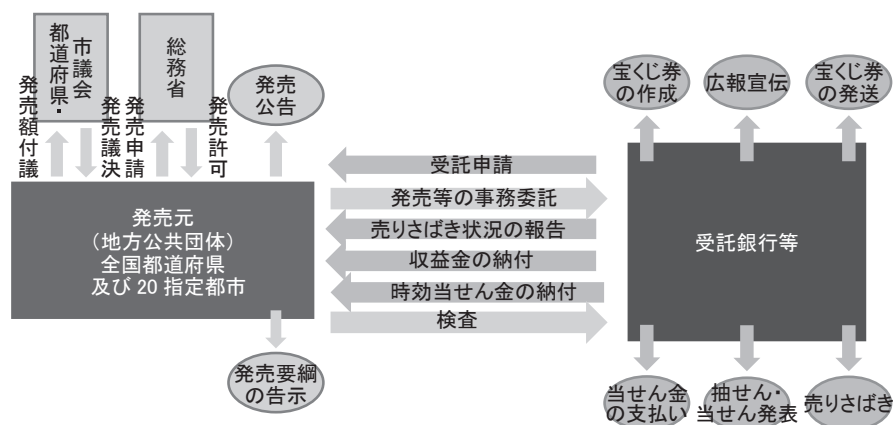 都道府県・
市議会
総務省
発売
公告
発売額付議
発売議決
発売申請
発売許可
発売元
（地方公共団体）
全国都道府県
及び20指定都市
発売要綱
の告示
受託申請
発売等の事務委託
売りさばき状況の報告
収益金の納付
時効当せん金の納付
検査
宝くじ券
の作成
広報宣伝
宝くじ券
の発送
受託銀行等
当せん金
の支払い
抽せん・
当せん発表
売りさばき